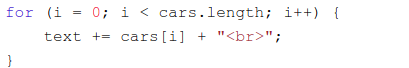 for (i = 0; i < cars.length; i++) {
    text += cars[i] + "<br>";
}